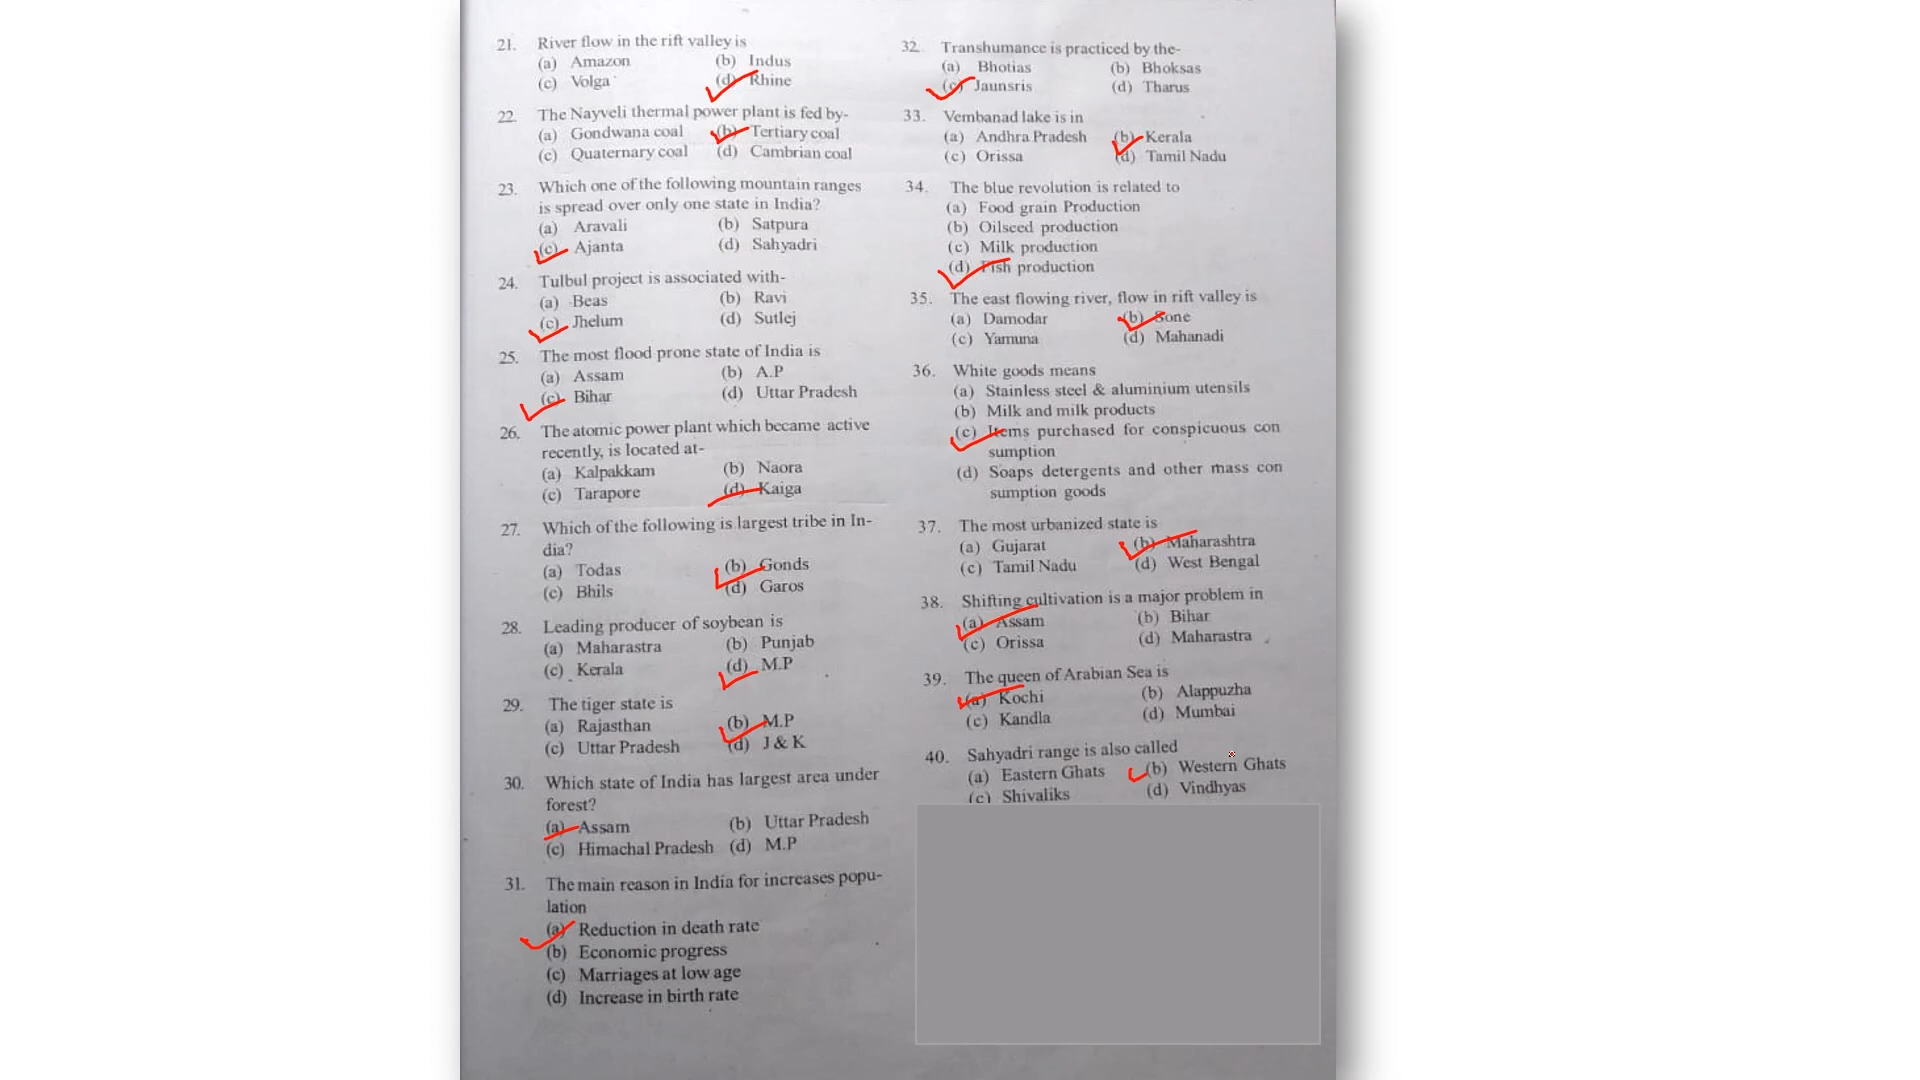 21. River flow in the rift valley is
(a) Amazon (b) Indus
(c) Volga (d) Rhine
22. The Nayveli thermal power plant is fed by-
(a) Gondwana coal (b) Tertiary coal
(c) Quaternary coal (d) Cambrian coal
23. Which one of the following mountain ranges
is spread over only one state in India?
(a) Aravali (b) Satpura
(c) Ajanta (d) Sahyadri
24. Tulbul project is associated with-
(a) Beas (b) Ravi
(c) Jhelum (d) Sutlej
25. The most flood prone state of India is
(a) Assam (b) A.P
(c) Bihar (d) Uttar Pradesh
26. The atomic power plant which became active
recently, is located at-
(a) Kalpakkam (b) Naora
(c) Tarapore (d) Kaiga
27. Which of the following is largest tribe in In-
dia?
(a) Todas (b) Gonds
(c) Bhils (d) Garos
28. Leading producer of soybean is
(a) Maharastra (b) Punjab
(c) Kerala (d) M.P
29. The tiger state is
(a) Rajasthan (b) M.P
(c) Uttar Pradesh (d) J & K
30. Which state of India has largest area under
forest?
(a) Assam (b) Uttar Pradesh
(c) Himachal Pradesh (d) M.P
31. The main reason in India for increases popu-
lation
(a) Reduction in death rate
(b) Economic progress
(c) Marriages at low age
(d) Increase in birth rate
32. Transhumance is practiced by the-
(a) Bhotias (b) Bhoksas
(c) Jaunsris (d) Tharus
33. Vembanad lake is in
(a) Andhra Pradesh (b) Kerala
(c) Orissa (d) Tamil Nadu
34. The blue revolution is related to
(a) Food grain Production
(b) Oilseed production
(c) Milk production
(d) Fish production
35. The east flowing river, flow in rift valley is
(a) Damodar (b) Sone
(c) Yamuna (d) Mahanadi
36. White goods means
(a) Stainless steel & aluminium utensils
(b) Milk and milk products
(c) Items purchased for conspicuous con
sumption
(d) Soaps detergents and other mass con
sumption goods
37. The most urbanized state is
(a) Gujarat (b) Maharashtra
(c) Tamil Nadu (d) West Bengal
38. Shifting cultivation is a major problem in
(a) Assam (b) Bihar
(c) Orissa (d) Maharastra
39. The queen of Arabian Sea is
(a) Kochi (b) Alappuzha
(c) Kandla (d) Mumbai
40. Sahyadri range is also called
(a) Eastern Ghats (b) Western Ghats
(c) Shivaliks (d) Vindhyas